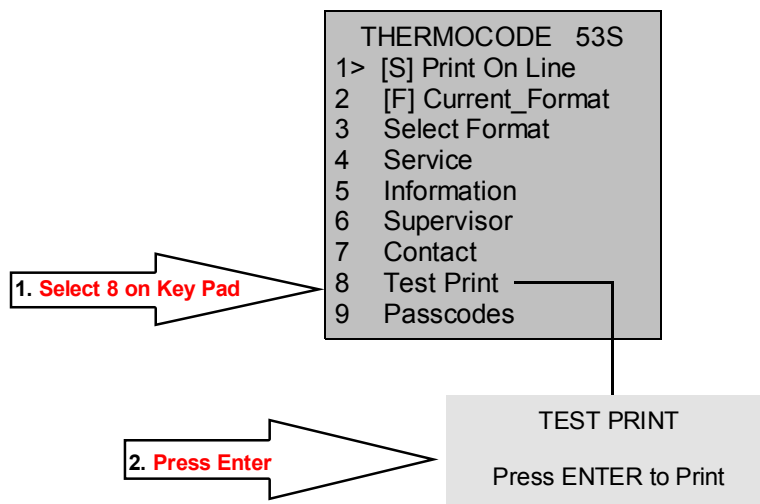 THERMOCODE 53S
1> [S] Print On Line
2 [F] Current_Format
3 Select Format
4 Service
5 Information
6 Supervisor
7 Contact
8 Test Print
9 Passcodes
1. Select 8 on Key Pad
TEST PRINT
Press ENTER to Print
2. Press Enter